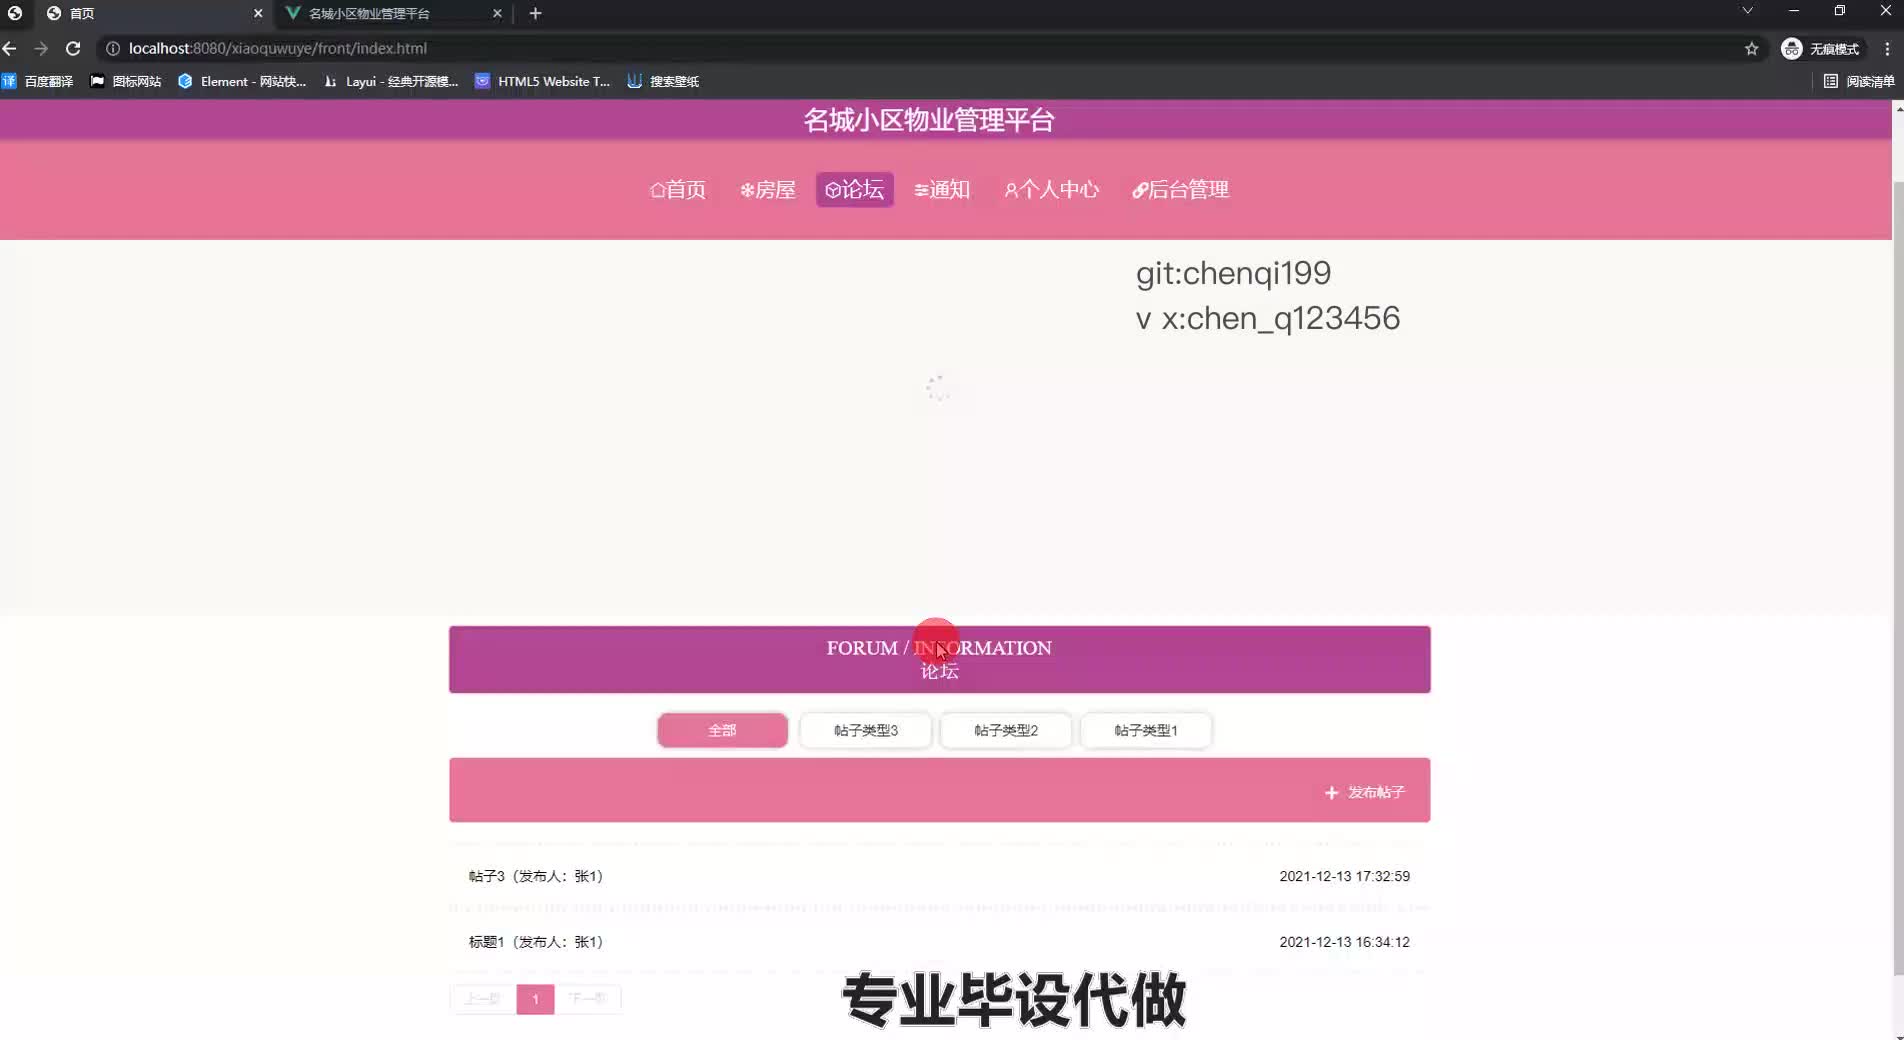 首页
名城小区物业管理平台
localhost:8080/xiaoquwuye/front/index.html
无痕模式
译 百度翻译
图标网站
Element - 网站快...
Layui - 经典开源模...
HTML5 Website T...
搜索壁纸
阅读清单
名城小区物业管理平台
首页
房屋
论坛
通知
个人中心
后台管理
git:chenqi199
v x:chen_q123456
FORUM / INFORMATION
论坛
全部
帖子类型3
帖子类型2
帖子类型1
+ 发布帖子
帖子3（发布人：张1） 2021-12-13 17:32:59
标题1（发布人：张1） 2021-12-13 16:34:12
上一页 1 下一页
专业毕设代做